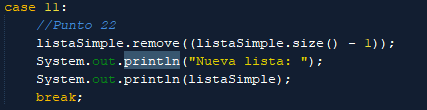 case 11:
//Punto 22
listaSimple.remove((listaSimple.size() - 1));
System.out.println("Nueva lista: ");
System.out.println(listaSimple);
break;